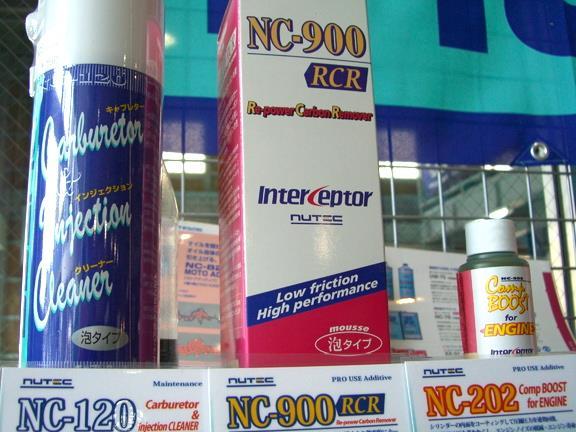 NC-120
キャブレター
Carburetor
&
インジェクション
Injection
クリーナー
Cleaner
泡タイプ
NC-900
RCR
Re-power Carbon Remover
Interceptor
NUTEC
Low friction
High performance
mousse
泡タイプ
NC-202
Comp
BOOST
for
ENGINE
Interceptor
NUTEC
Maintenance
NC-120
Carburetor
&
injection CLEANER
NUTEC
PRO USE Additive
NC-900 RCR
Re-power Carbon Remover
NUTEC
PRO USE Additive
NC-202
Comp BOOST
for ENGINE